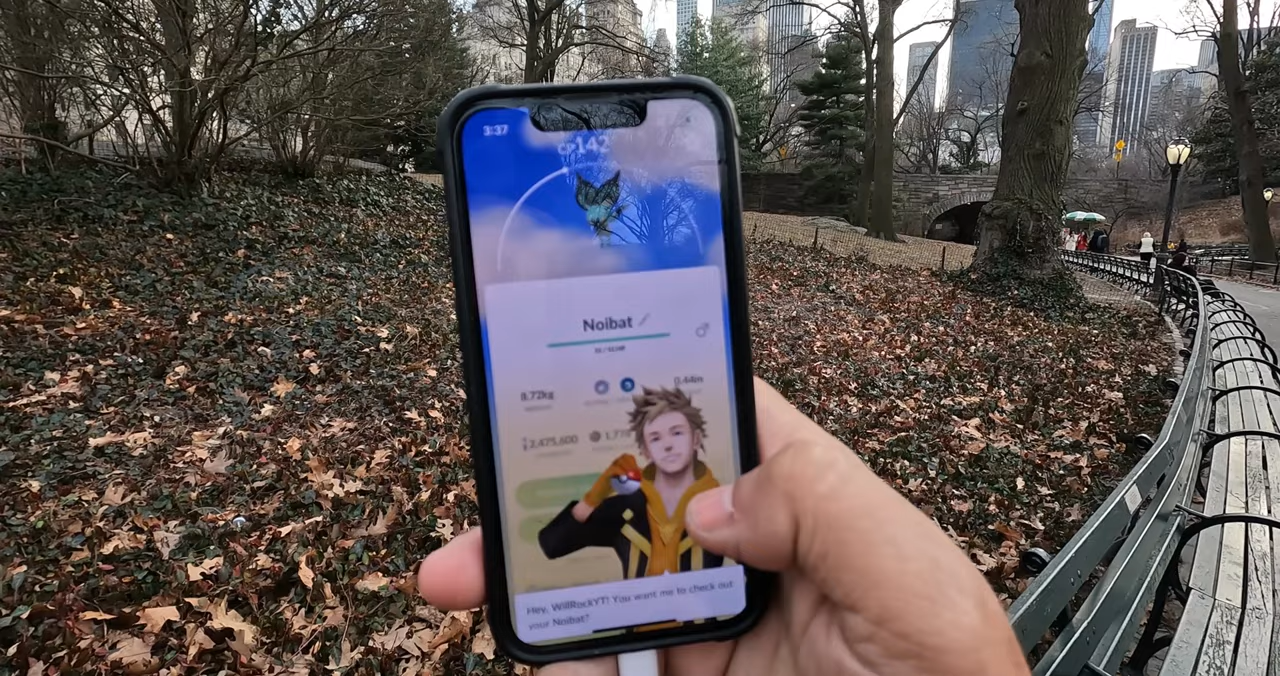 3:37
CP142
Noibat
8.72kg
0.44m
2,475,600
Hey, WillRockYT! You want me to check out
your Noibat?